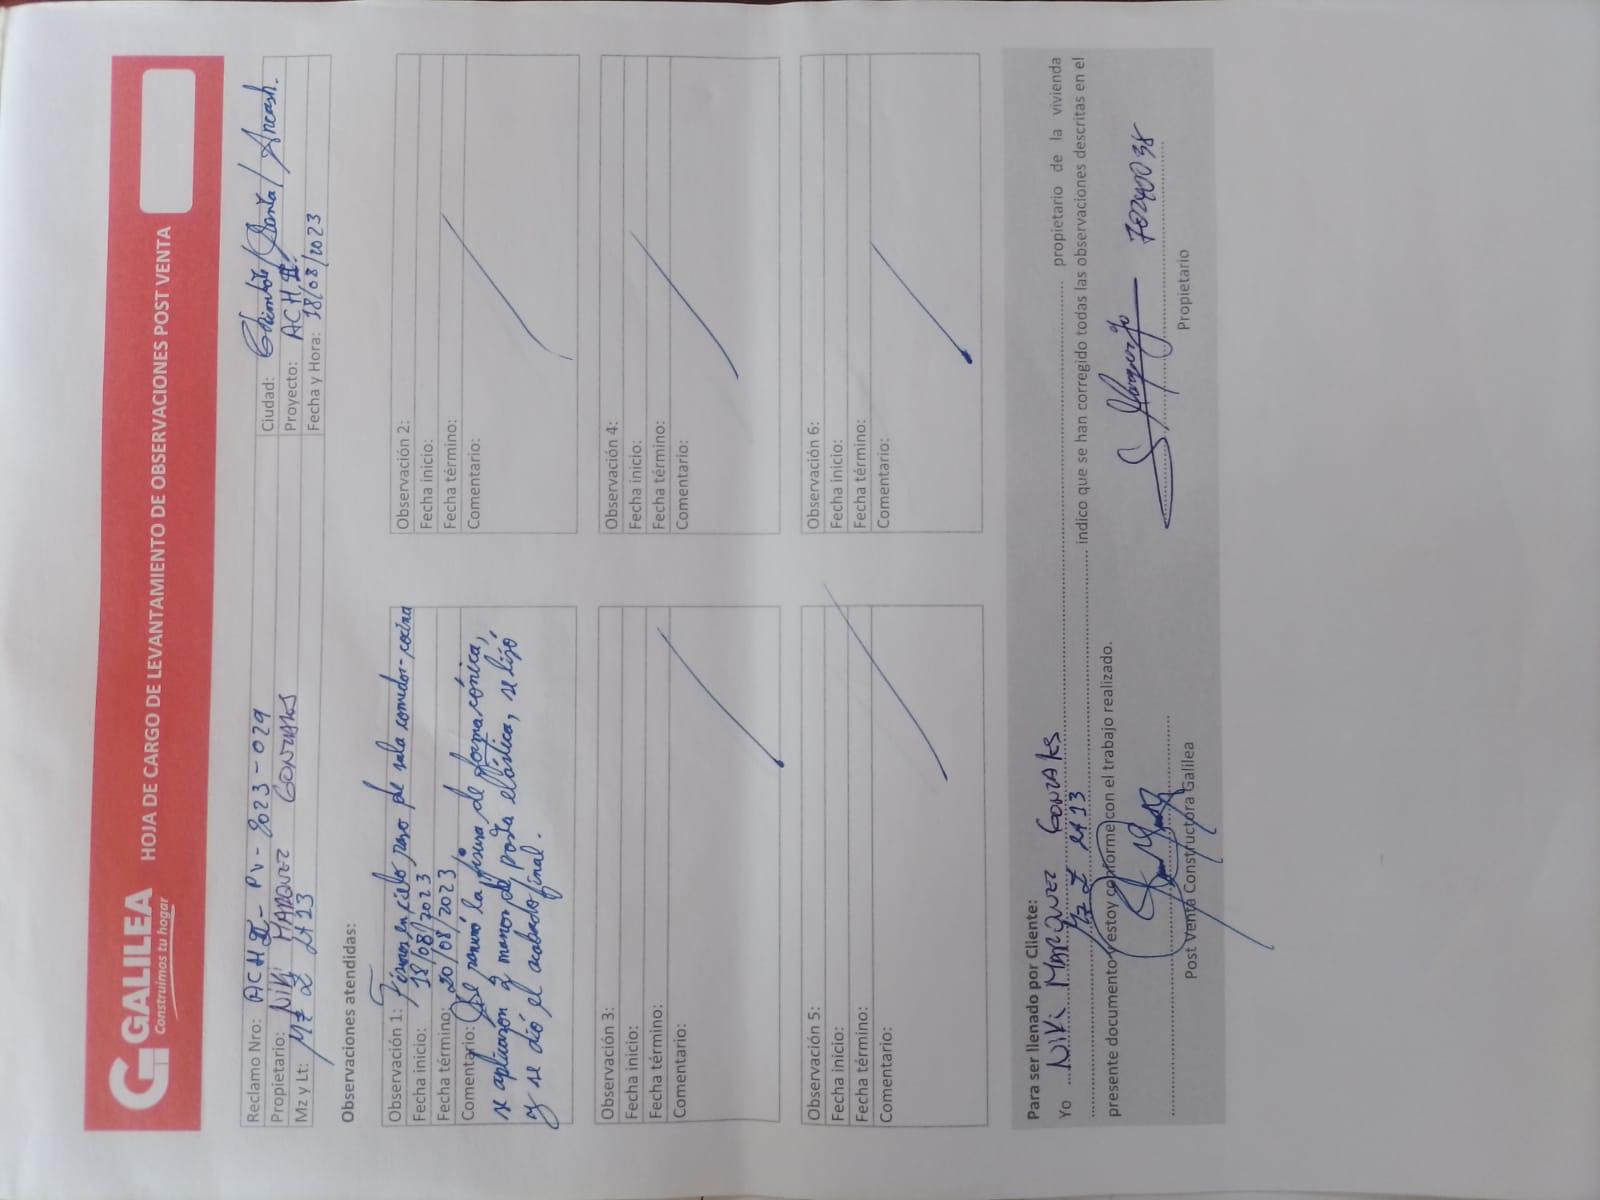 GALILEA
Construimos tu hogar
HOJA DE CARGO DE LEVANTAMIENTO DE OBSERVACIONES POST VENTA
Reclamo Nro: ACH II - PV - 2023 - 029
Propietario: NIKI MARQUEZ GONZALES
Mz y Lt: Mz Z Lt 13
Ciudad: Chimbote / Santa / Ancash.
Proyecto: ACH II.
Fecha y Hora: 18/08/2023
Observaciones atendidas:
Observación 1: Fisuras en cielo raso de sala comedor-cocina
Fecha inicio: 18/08/2023
Fecha término: 20/08/2023
Comentario: Se la fisura de forma cónica,
se aplicaron 2 manos de pasta elástica, se lijó
y se dió el acabado final.
Observación 2:
Fecha inicio:
Fecha término:
Comentario:
Observación 3:
Fecha inicio:
Fecha término:
Comentario:
Observación 4:
Fecha inicio:
Fecha término:
Comentario:
Observación 5:
Fecha inicio:
Fecha término:
Comentario:
Observación 6:
Fecha inicio:
Fecha término:
Comentario:
Para ser llenado por Cliente:
Yo NIKI MARQUEZ GONZALES propietario de la vivienda
Mz Z Lt 13 indico que se han corregido todas las observaciones descritas en el
presente documento y estoy conforme con el trabajo realizado.
Post Venta Constructora Galilea
Propietario